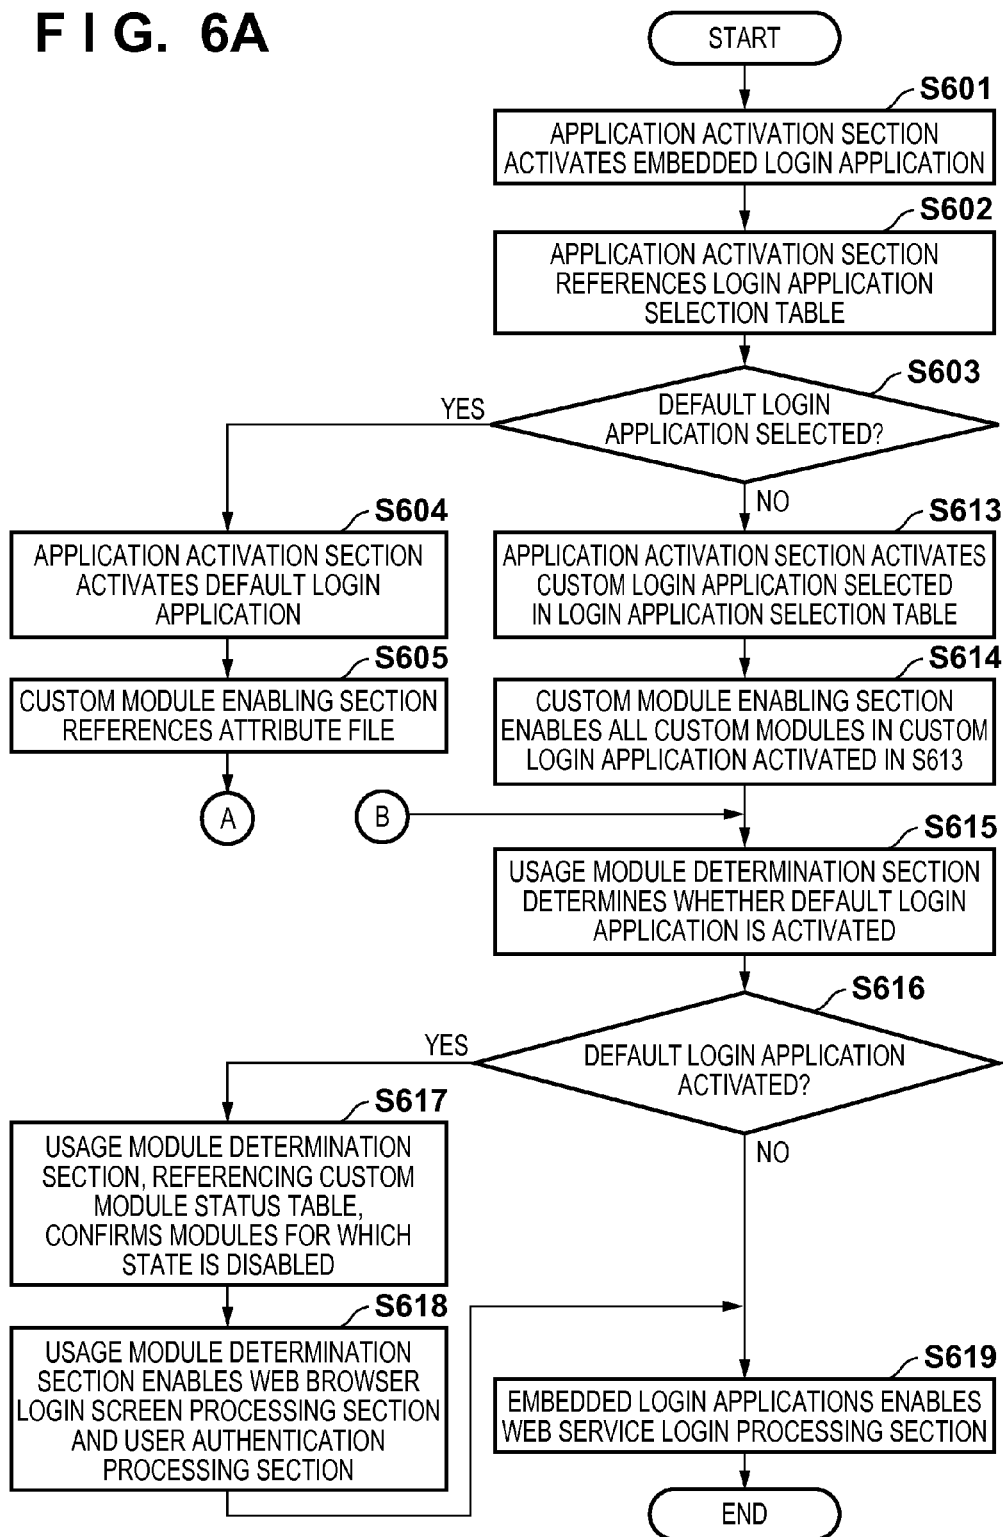 FIG. 6A
START
S601
APPLICATION ACTIVATION SECTION
ACTIVATES EMBEDDED LOGIN APPLICATION
S602
APPLICATION ACTIVATION SECTION
REFERENCES LOGIN APPLICATION
SELECTION TABLE
S603
DEFAULT LOGIN
APPLICATION SELECTED?
YES
NO
S604
APPLICATION ACTIVATION SECTION
ACTIVATES DEFAULT LOGIN
APPLICATION
S613
APPLICATION ACTIVATION SECTION ACTIVATES
CUSTOM LOGIN APPLICATION SELECTED
IN LOGIN APPLICATION SELECTION TABLE
S605
CUSTOM MODULE ENABLING SECTION
REFERENCES ATTRIBUTE FILE
S614
CUSTOM MODULE ENABLING SECTION
ENABLES ALL CUSTOM MODULES IN CUSTOM
LOGIN APPLICATION ACTIVATED IN S613
A
B
S615
USAGE MODULE DETERMINATION SECTION
DETERMINES WHETHER DEFAULT LOGIN
APPLICATION IS ACTIVATED
S616
DEFAULT LOGIN APPLICATION
ACTIVATED?
YES
NO
S617
USAGE MODULE DETERMINATION
SECTION, REFERENCING CUSTOM
MODULE STATUS TABLE,
CONFIRMS MODULES FOR WHICH
STATE IS DISABLED
S618
USAGE MODULE DETERMINATION
SECTION ENABLES WEB BROWSER
LOGIN SCREEN PROCESSING SECTION
AND USER AUTHENTICATION
PROCESSING SECTION
S619
EMBEDDED LOGIN APPLICATIONS ENABLES
WEB SERVICE LOGIN PROCESSING SECTION
END